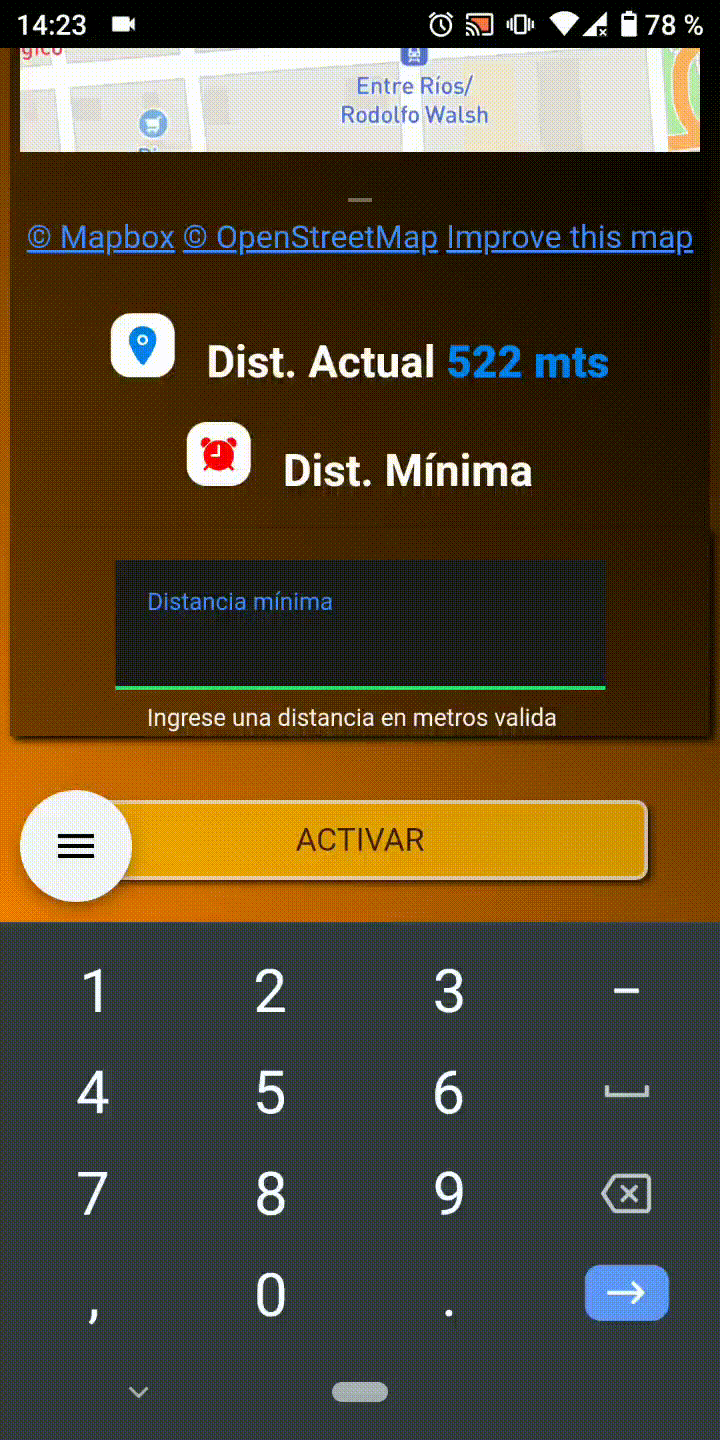 14:23
78 %
gico
Entre Ríos/
Rodolfo Walsh
© Mapbox © OpenStreetMap Improve this map
Dist. Actual 522 mts
Dist. Mínima
Distancia mínima
Ingrese una distancia en metros valida
ACTIVAR
1 2 3 –
4 5 6
7 8 9
, 0 .